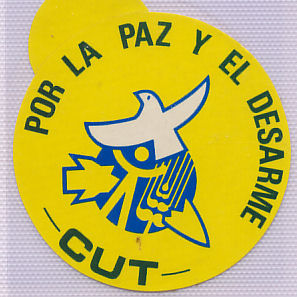 POR LA PAZ Y EL DESARME
CUT